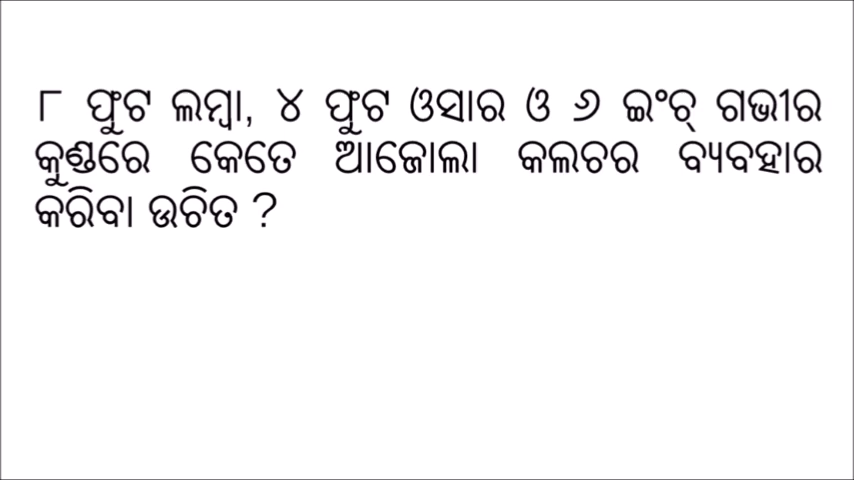 ୮ ଫୁଟ ଲମ୍ବା, ୪ ଫୁଟ ଓସାର ଓ ୬ ଇଂଚ୍ ଗଭୀର
କୁଣ୍ଡରେ କେତେ ଆଜୋଲା କଲଚର ବ୍ୟବହାର
କରିବା ଉଚିତ ?